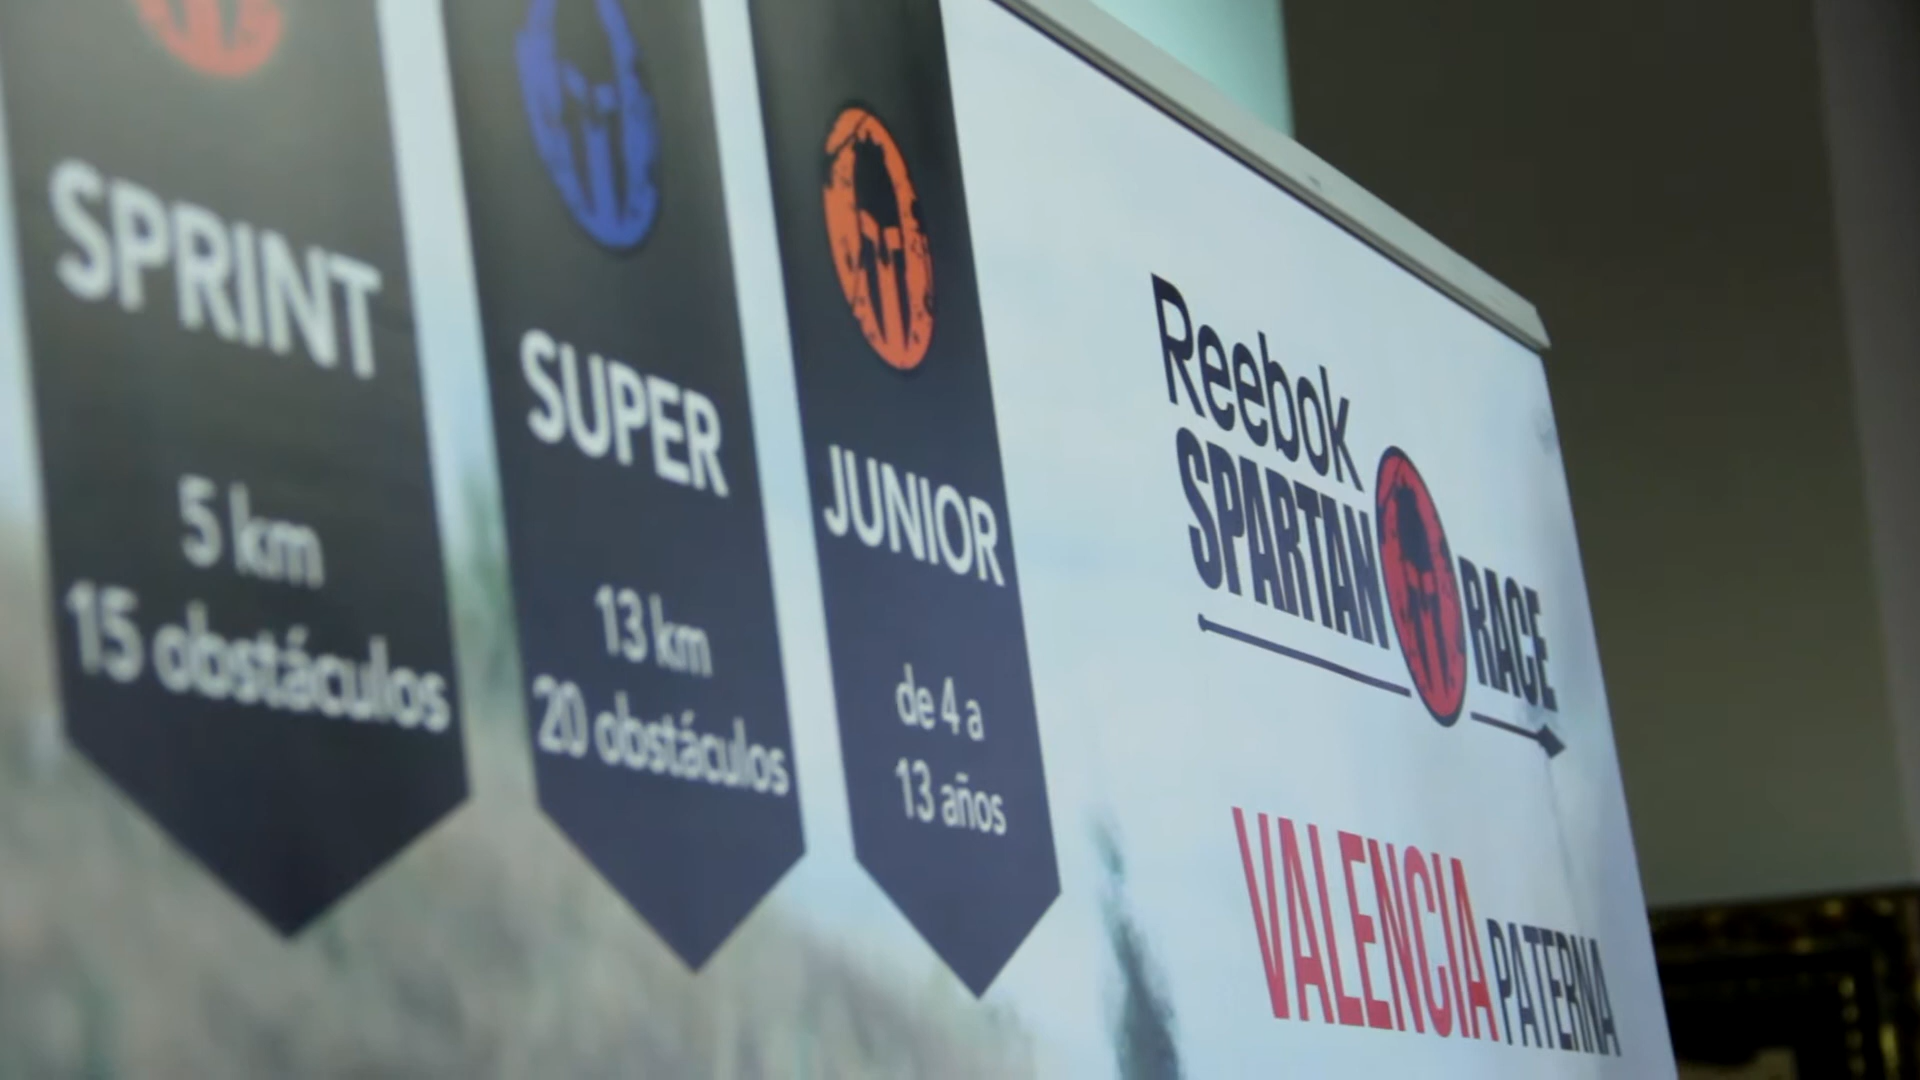 SPRINT
5 km
15 obstáculos
SUPER
13 km
20 obstáculos
JUNIOR
de 4 a
13 años
Reebok
SPARTAN RACE
VALENCIA PATERNA